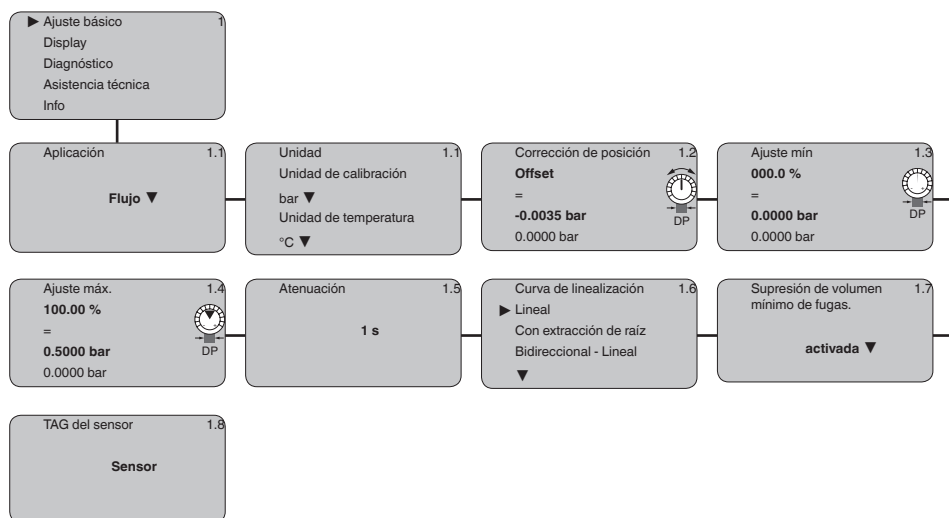 ▶ Ajuste básico 1
Display
Diagnóstico
Asistencia técnica
Info
Aplicación 1.1
Flujo ▼
Unidad 1.1
Unidad de calibración
bar ▼
Unidad de temperatura
°C ▼
Corrección de posición 1.2
Offset
=
-0.0035 bar
0.0000 bar
DP
Ajuste mín 1.3
000.0 %
=
0.0000 bar
0.0000 bar
DP
Ajuste máx. 1.4
100.00 %
=
0.5000 bar
0.0000 bar
DP
Atenuación 1.5
1 s
Curva de linealización 1.6
▶ Lineal
Con extracción de raíz
Bidireccional - Lineal
▼
Supresión de volumen 1.7
mínimo de fugas.
activada ▼
TAG del sensor 1.8
Sensor